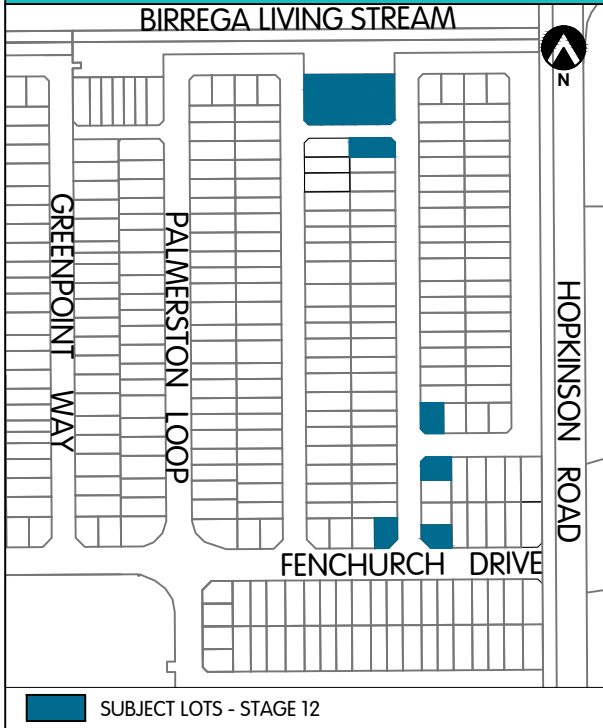 BIRREGA LIVING STREAM
N
GREENPOINT WAY
PALMERSTON LOOP
HOPKINSON ROAD
FENCHURCH DRIVE
SUBJECT LOTS - STAGE 12